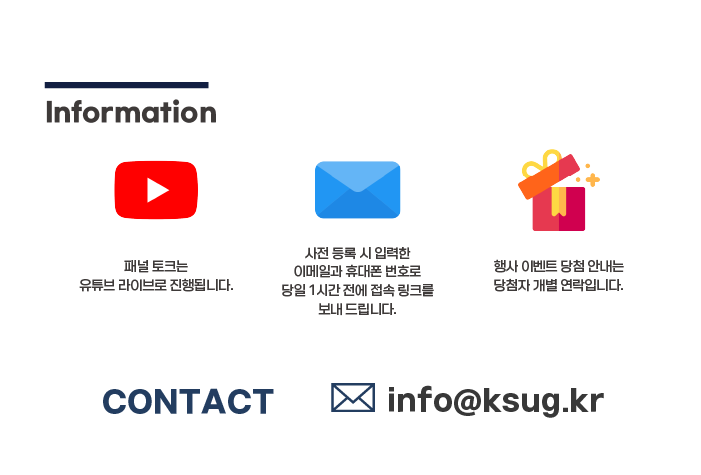 Information
패널 토크는
유튜브 라이브로 진행됩니다.
사전 등록 시 입력한
이메일과 휴대폰 번호로
당일 1시간 전에 접속 링크를
보내 드립니다.
행사 이벤트 당첨 안내는
당첨자 개별 연락입니다.
CONTACT
info@ksug.kr